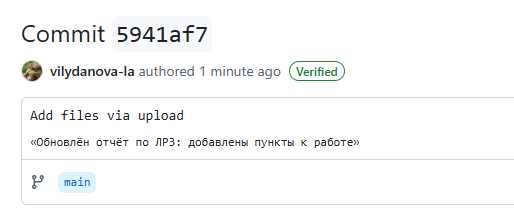 Commit 5941af7
vilydanova-la authored 1 minute ago Verified
Add files via upload
«Обновлён отчёт по ЛР3: добавлены пункты к работе»
main